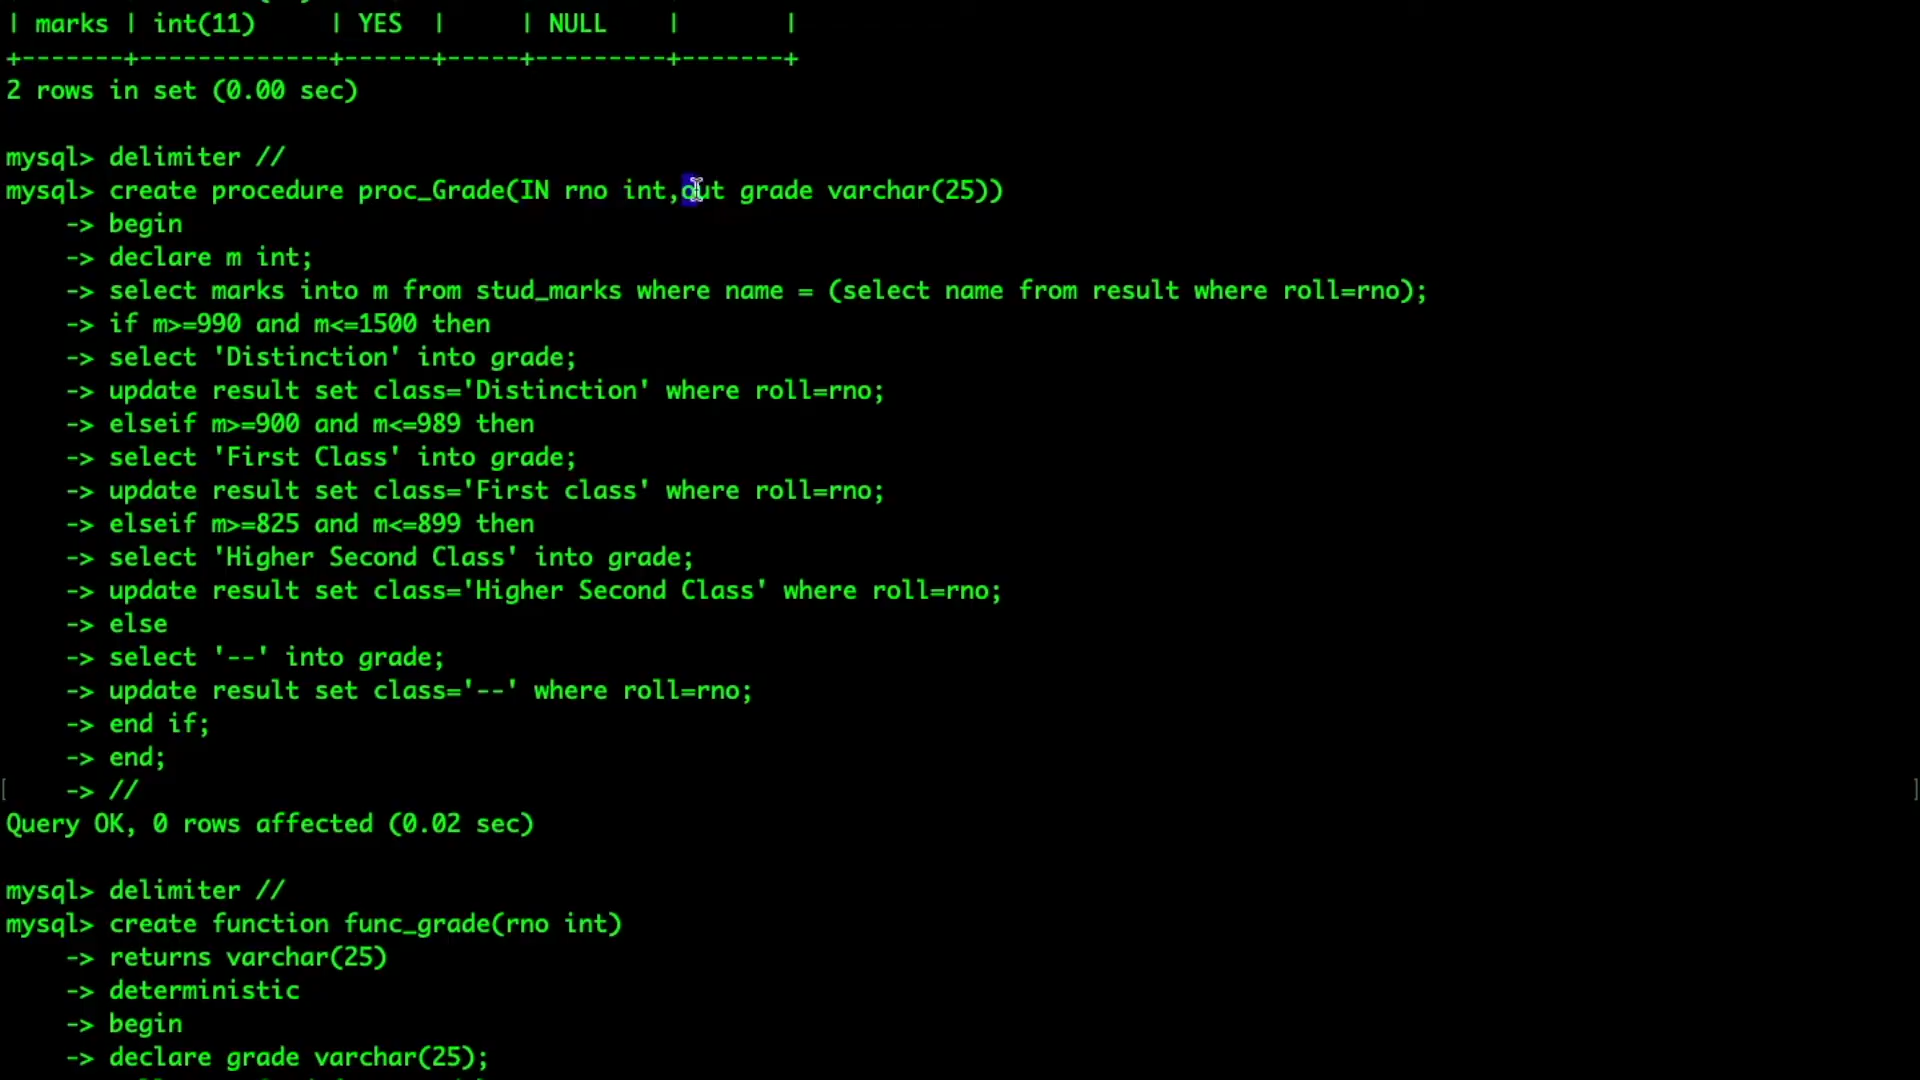 | marks | int(11)     | YES  |     | NULL    |       |
+-------+-------------+------+-----+---------+-------+
2 rows in set (0.00 sec)
mysql> delimiter //
mysql> create procedure proc_Grade(IN rno int,out grade varchar(25))
    -> begin
    -> declare m int;
    -> select marks into m from stud_marks where name = (select name from result where roll=rno);
    -> if m>=990 and m<=1500 then
    -> select 'Distinction' into grade;
    -> update result set class='Distinction' where roll=rno;
    -> elseif m>=900 and m<=989 then
    -> select 'First Class' into grade;
    -> update result set class='First class' where roll=rno;
    -> elseif m>=825 and m<=899 then
    -> select 'Higher Second Class' into grade;
    -> update result set class='Higher Second Class' where roll=rno;
    -> else
    -> select '--' into grade;
    -> update result set class='--' where roll=rno;
    -> end if;
    -> end;
[    -> // ]
Query OK, 0 rows affected (0.02 sec)
mysql> delimiter //
mysql> create function func_grade(rno int)
    -> returns varchar(25)
    -> deterministic
    -> begin
    -> declare grade varchar(25);